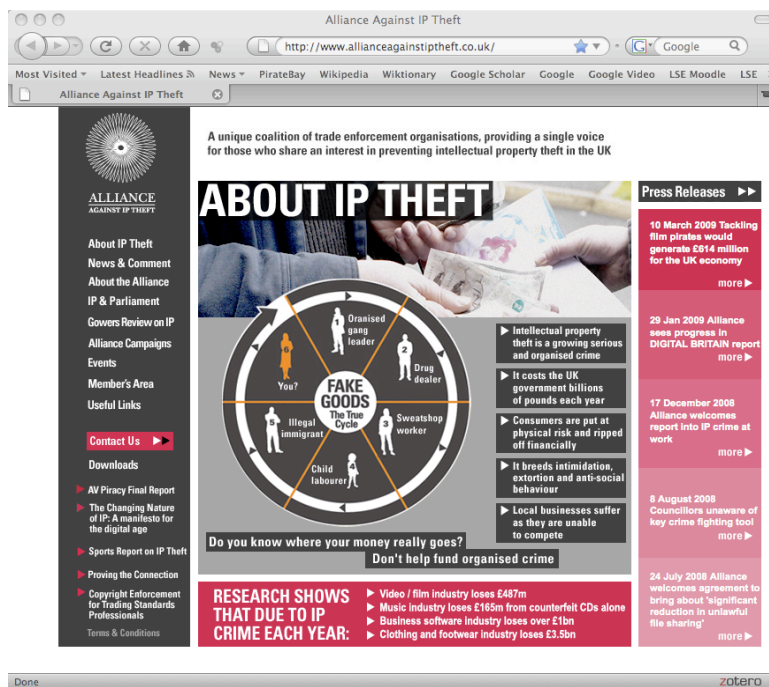 Alliance Against IP Theft
http://www.allianceagainstiptheft.co.uk/
Google
Most Visited Latest Headlines News PirateBay Wikipedia Wiktionary Google Scholar Google Google Video LSE Moodle LSE
Alliance Against IP Theft
A unique coalition of trade enforcement organisations, providing a single voice
for those who share an interest in preventing intellectual property theft in the UK
ALLIANCE
AGAINST IP THEFT
About IP Theft
News & Comment
About the Alliance
IP & Parliament
Gowers Review on IP
Alliance Campaigns
Events
Member's Area
Useful Links
Contact Us
Downloads
AV Piracy Final Report
The Changing Nature
of IP: A manifesto for
the digital age
Sports Report on IP Theft
Proving the Connection
Copyright Enforcement
for Trading Standards
Professionals
Terms & Conditions
ABOUT IP THEFT
1
Oranised
gang
leader
2
Drug
dealer
3
Sweatshop
worker
4
Child
labourer
5
Illegal
immigrant
6
You?
FAKE
GOODS
The True
Cycle
Intellectual property
theft is a growing serious
and organised crime
It costs the UK
government billions
of pounds each year
Consumers are put at
physical risk and ripped
off financially
It breeds intimidation,
extortion and anti-social
behaviour
Local businesses suffer
as they are unable
to compete
Do you know where your money really goes?
Don't help fund organised crime
RESEARCH SHOWS
THAT DUE TO IP
CRIME EACH YEAR:
Video / film industry loses £487m
Music industry loses £165m from counterfeit CDs alone
Business software industry loses over £1bn
Clothing and footwear industry loses £3.5bn
Press Releases
10 March 2009 Tackling
film pirates would
generate £614 million
for the UK economy
more
29 Jan 2009 Alliance
sees progress in
DIGITAL BRITAIN report
more
17 December 2008
Alliance welcomes
report into IP crime at
work
more
8 August 2008
Councillors unaware of
key crime fighting tool
more
24 July 2008 Alliance
welcomes agreement to
bring about 'significant
reduction in unlawful
file sharing'
more
Done
zotero